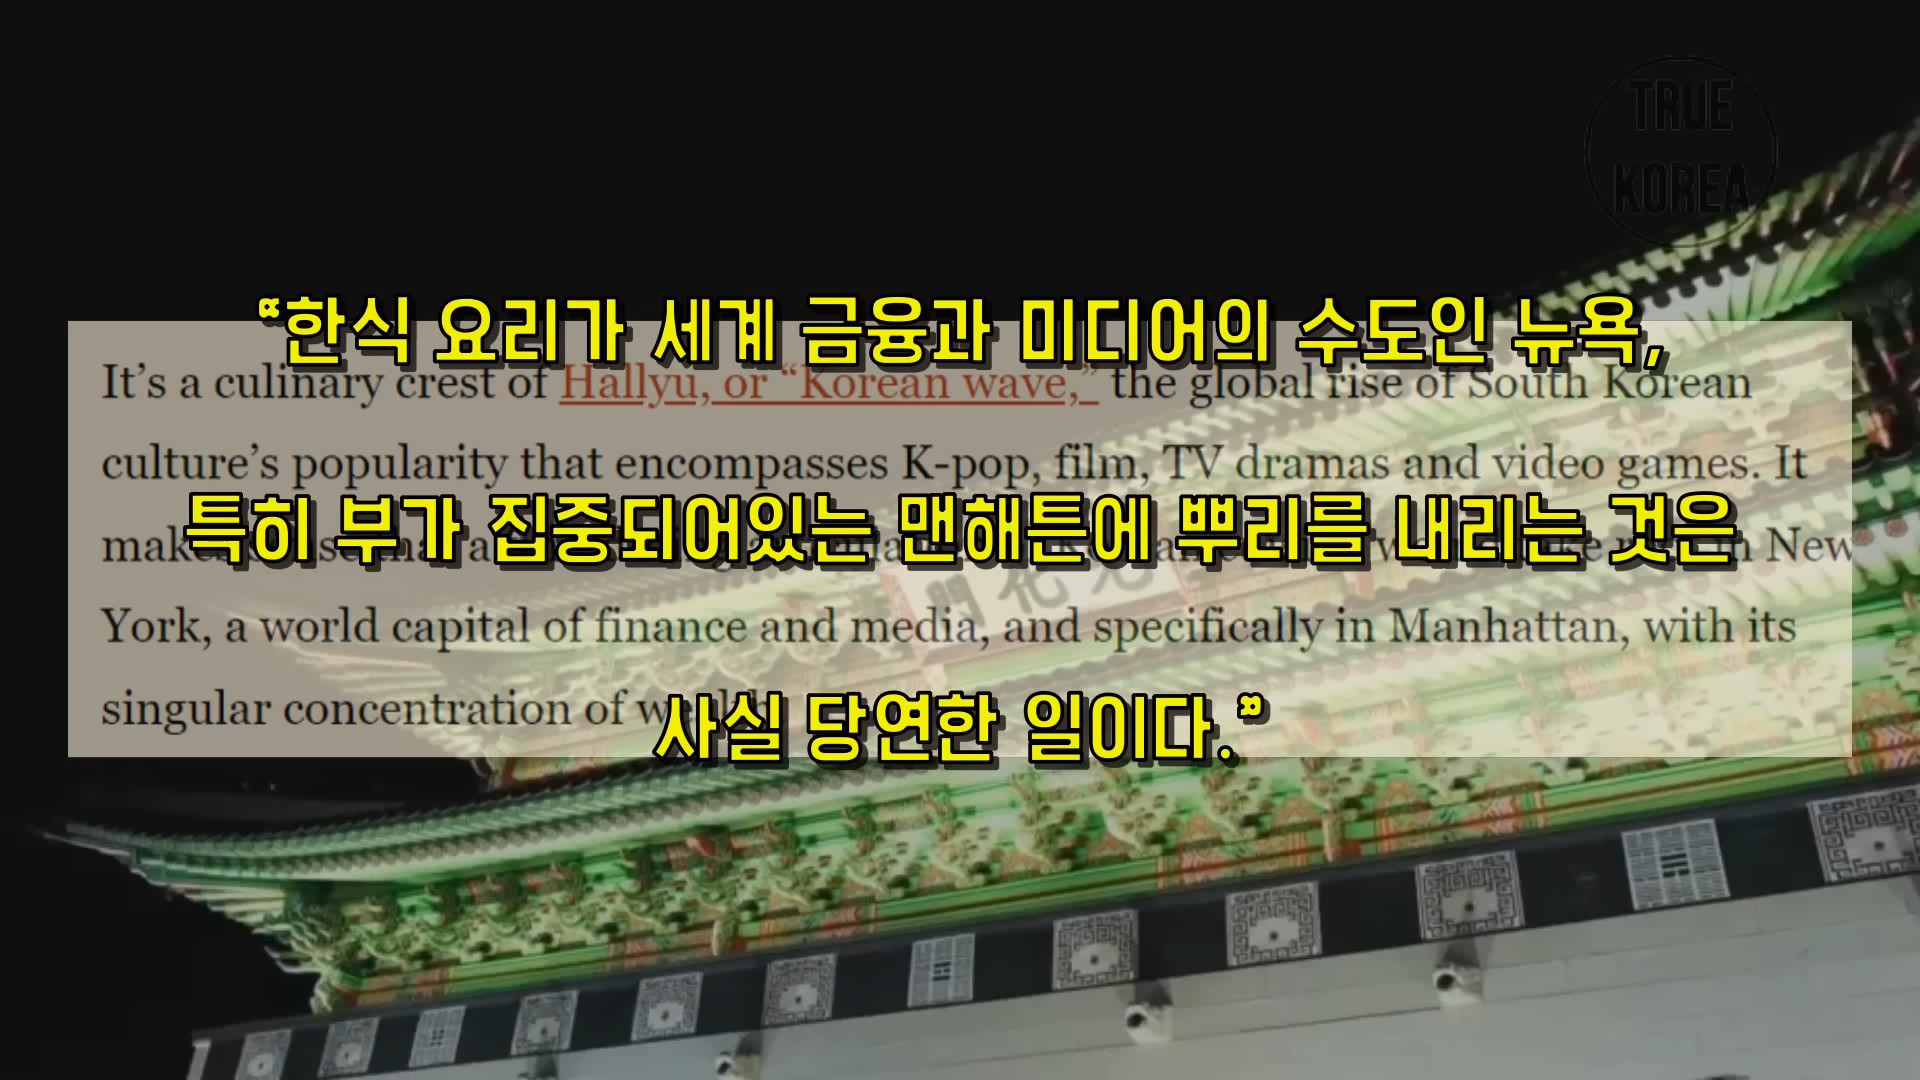 TRUE
KOREA
“한식 요리가 세계 금융과 미디어의 수도인 뉴욕,
It’s a culinary crest of Hallyu, or “Korean wave,” the global rise of South Korean
culture’s popularity that encompasses K-pop, film, TV dramas and video games. It
특히 부가 집중되어있는 맨해튼에 뿌리를 내리는 것은
in New
York, a world capital of finance and media, and specifically in Manhattan, with its
singular concentration of
사실 당연한 일이다.”